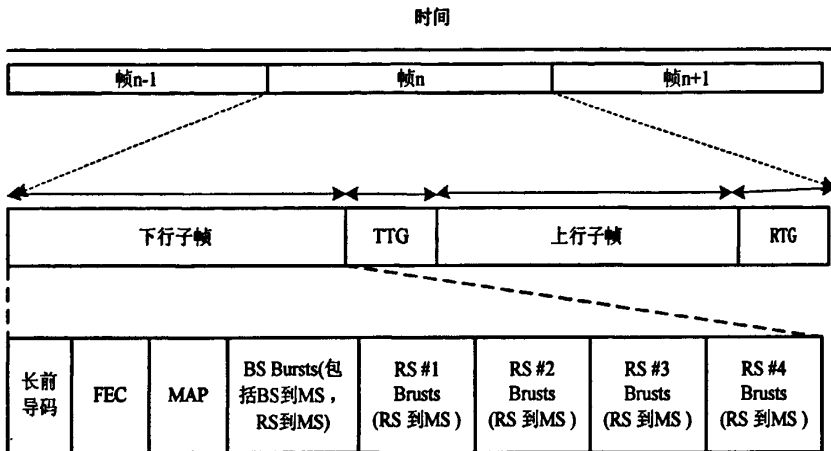 时间
帧n-1
帧n
帧n+1
下行子帧
TTG
上行子帧
RTG
长前
导码
FEC
MAP
BS Bursts(包
括BS到MS，
RS到MS)
RS #1
Brusts
(RS 到MS )
RS #2
Brusts
(RS 到MS )
RS #3
Brusts
(RS 到MS )
RS #4
Brusts
(RS 到MS )